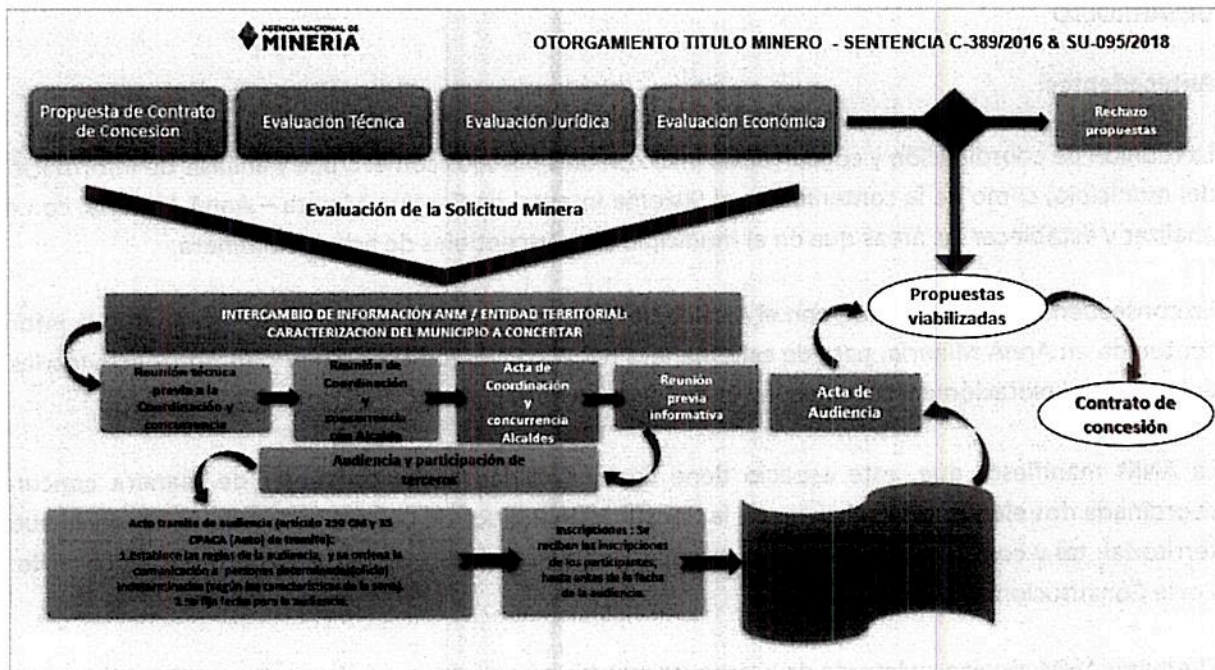 AGENCIA NACIONAL DE
MINERÍA
OTORGAMIENTO TITULO MINERO - SENTENCIA C-389/2016 & SU-095/2018
Propuesta de Contrato
de Concesión
Evaluación Técnica
Evaluación Jurídica
Evaluación Económica
Rechazo
propuestas
Evaluación de la Solicitud Minera
INTERCAMBIO DE INFORMACIÓN ANM / ENTIDAD TERRITORIAL:
CARACTERIZACION DEL MUNICIPIO A CONCERTAR
Propuestas
viabilizadas
Reunión técnica
previa a la
Coordinación y
concurrencia
Reunión de
Coordinación
y
concurrencia
con Alcalde
Acta de
Coordinación
y
concurrencia
Alcaldes
Reunión
previa
informativa
Acta de
Audiencia
Contrato de
concesión
Audiencia y participación de
terceros
Acto tramite de audiencia (artículo 259 CM y 35
CPACA (Auto) de tramite):
1.Establece las reglas de la audiencia, y se ordena la
comunicación a personas determinadas(oficio)
indeterminadas (según las características de la zona).
2.Se fija fecha para la audiencia.
Inscripciones : Se
reciben las inscripciones
de los participantes,
hasta antes de la fecha
de la audiencia.